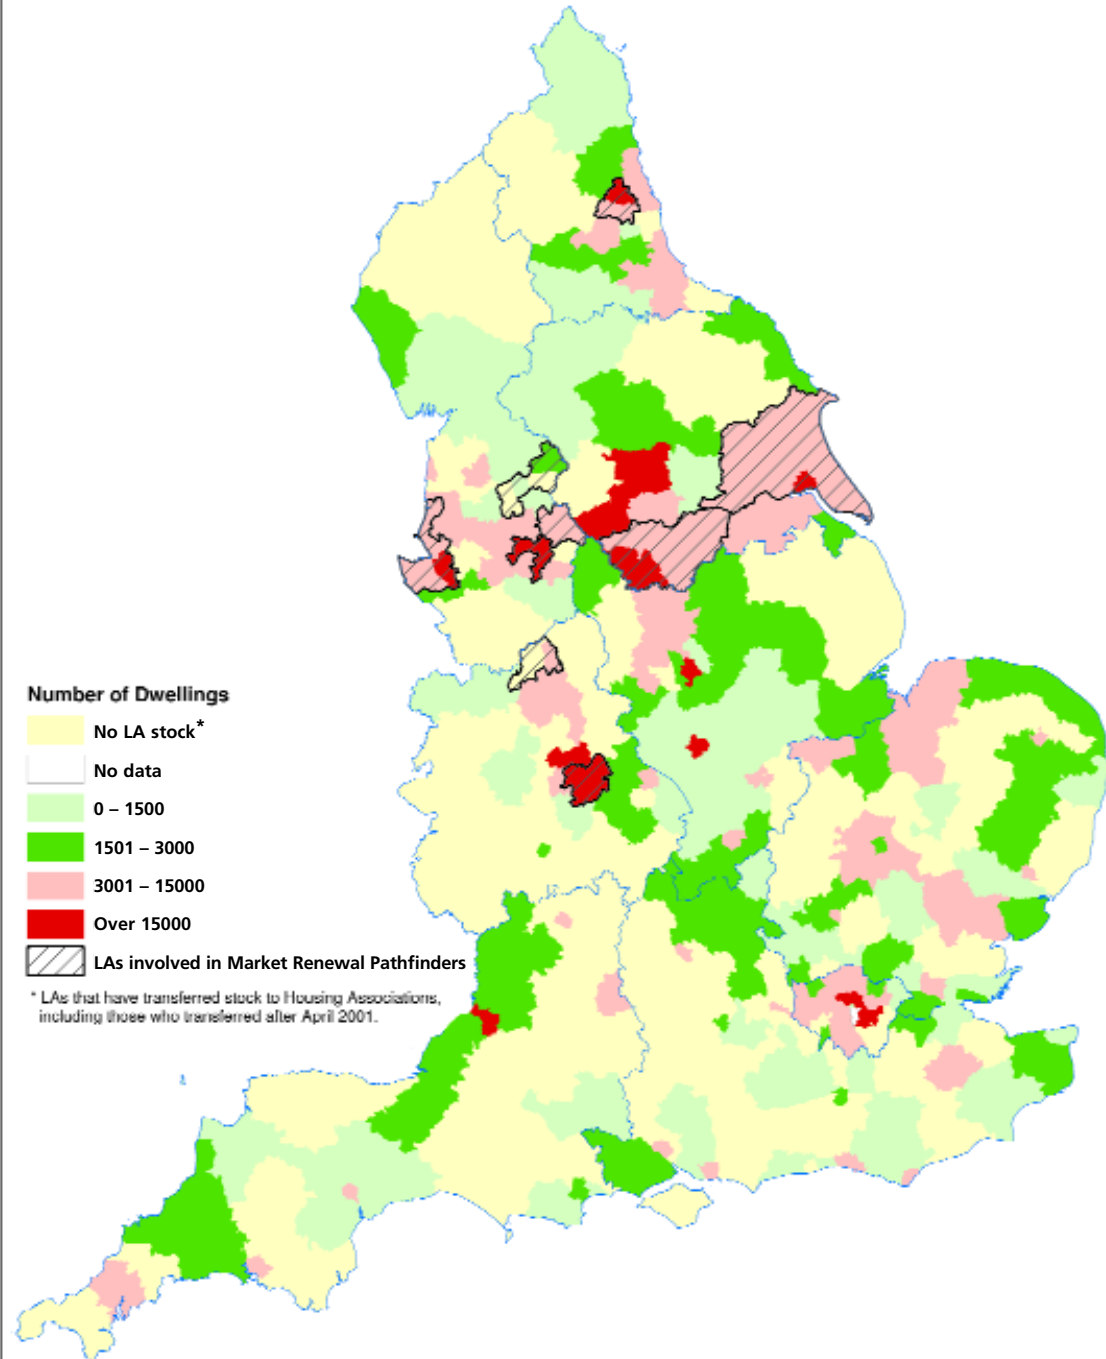 Number of Dwellings
No LA stock*
No data
0 – 1500
1501 – 3000
3001 – 15000
Over 15000
LAs involved in Market Renewal Pathfinders
* LAs that have transferred stock to Housing Associations,
including those who transferred after April 2001.